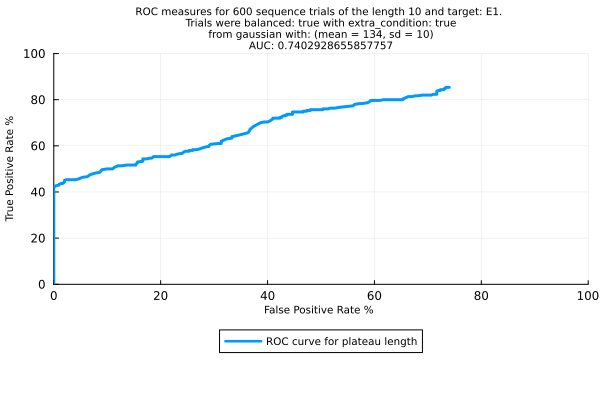 ROC measures for 600 sequence trials of the length 10 and target: E1.
Trials were balanced: true with extra_condition: true
from gaussian with: (mean = 134, sd = 10)
AUC: 0.7402928655857757
100
80
60
40
20
0
True Positive Rate %
0 20 40 60 80 100
False Positive Rate %
ROC curve for plateau length